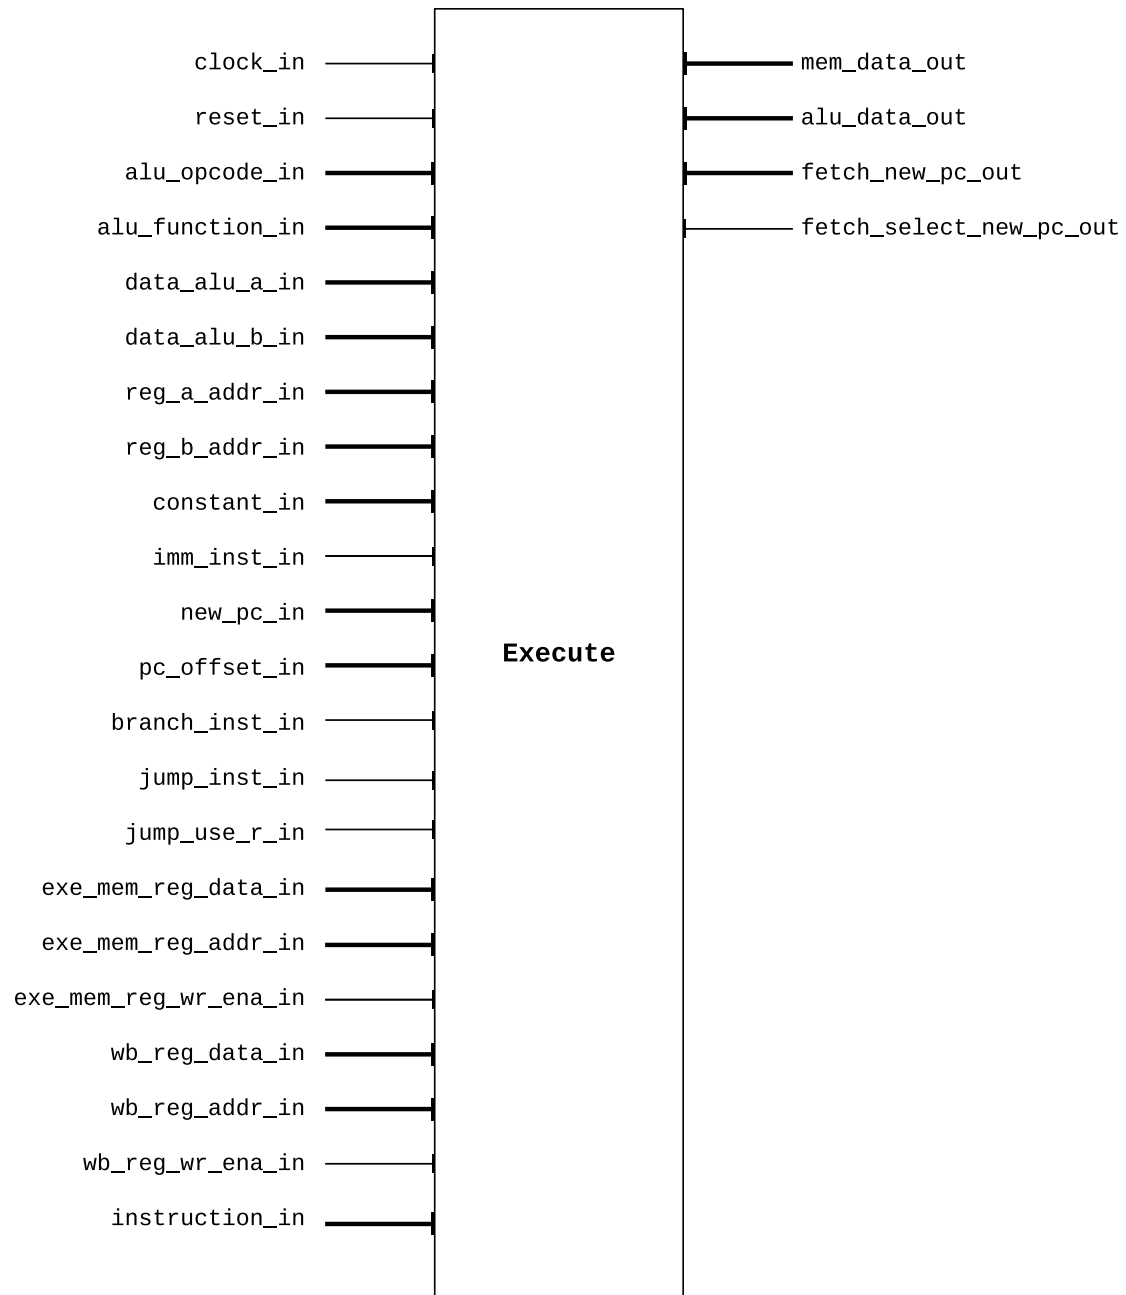 clock_in
mem_data_out
reset_in
alu_data_out
alu_opcode_in
fetch_new_pc_out
alu_function_in
fetch_select_new_pc_out
data_alu_a_in
data_alu_b_in
reg_a_addr_in
reg_b_addr_in
constant_in
imm_inst_in
new_pc_in
Execute
pc_offset_in
branch_inst_in
jump_inst_in
jump_use_r_in
exe_mem_reg_data_in
exe_mem_reg_addr_in
exe_mem_reg_wr_ena_in
wb_reg_data_in
wb_reg_addr_in
wb_reg_wr_ena_in
instruction_in